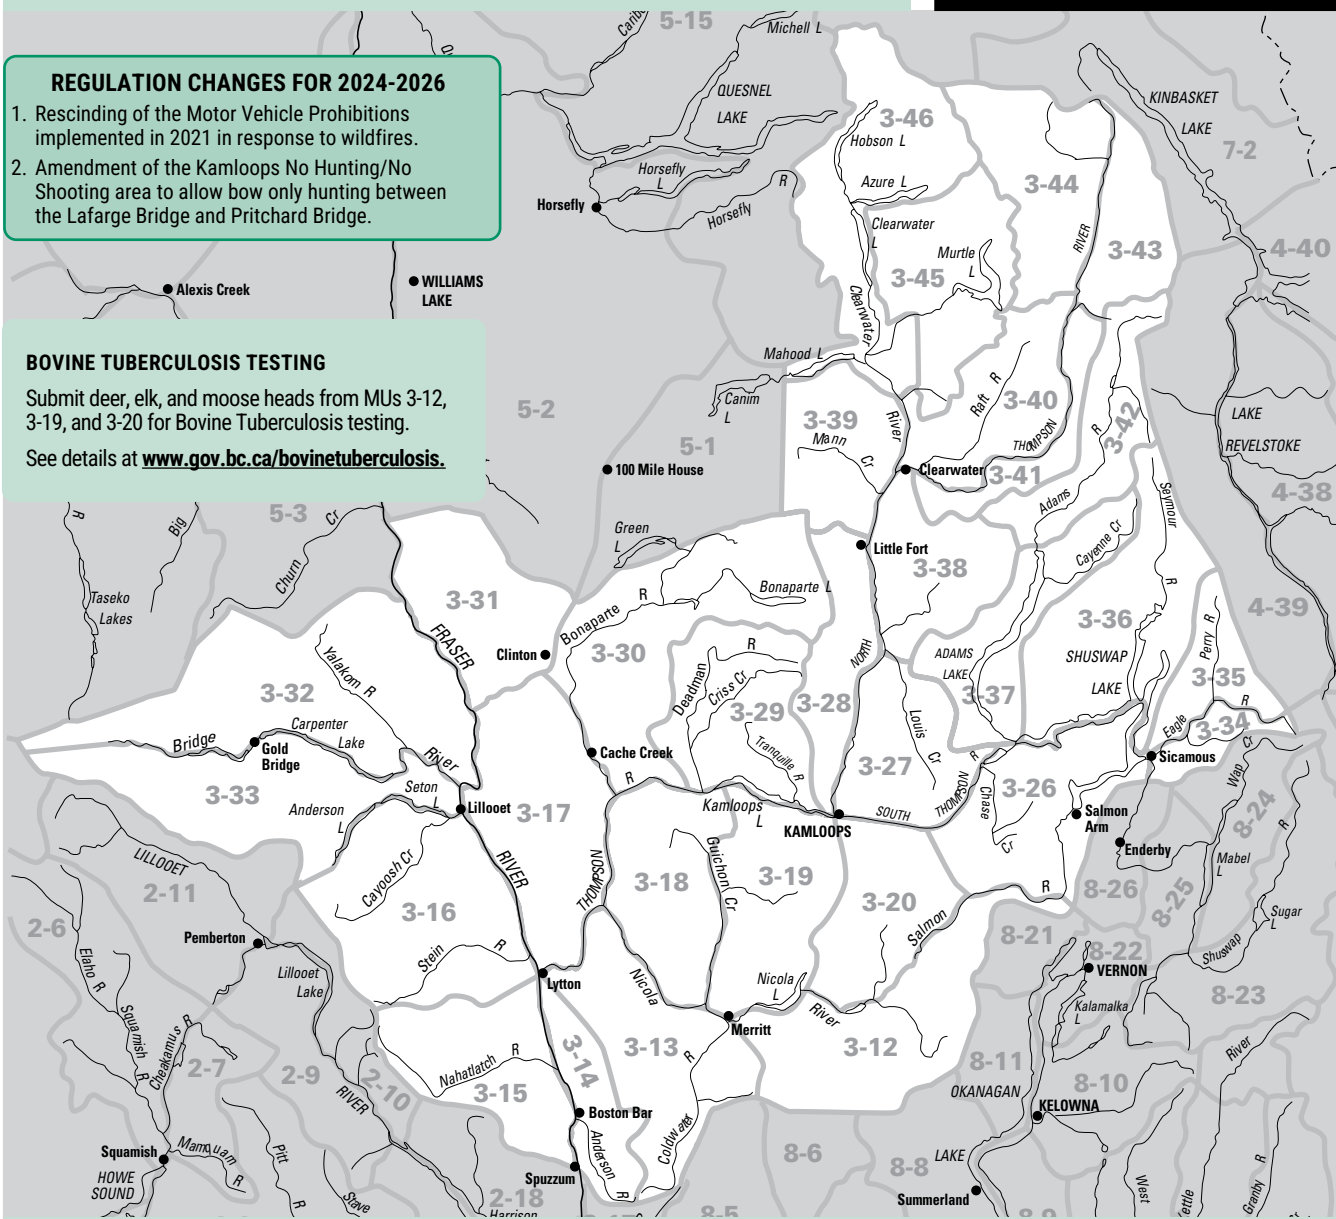 REGULATION CHANGES FOR 2024-2026
1. Rescinding of the Motor Vehicle Prohibitions
implemented in 2021 in response to wildfires.
2. Amendment of the Kamloops No Hunting/No
Shooting area to allow bow only hunting between
the Lafarge Bridge and Pritchard Bridge.
BOVINE TUBERCULOSIS TESTING
Submit deer, elk, and moose heads from MUs 3-12,
3-19, and 3-20 for Bovine Tuberculosis testing.
See details at www.gov.bc.ca/bovinetuberculosis.
5-15
Michell L
QUESNEL
LAKE
Horsefly
L
Horsefly
Horsefly
R
Alexis Creek
WILLIAMS
LAKE
3-46
Hobson L
Azure L
Clearwater
L
Murtle
L
3-45
3-44
RIVER
3-43
KINBASKET
LAKE
7-2
4-40
Clearwater
Mahood L
Canim
L
5-2
5-1
100 Mile House
3-39
Mann
Cr
River
Raft
R
3-40
THOMPSON
3-42
R
Clearwater
3-41
Adams
LAKE
REVELSTOKE
4-38
5-3
R
Big
Cr
Churn
Taseko
Lakes
Green
L
Little Fort
3-38
Cayenne Cr
Seymour
R
4-39
3-31
FRASER
Clinton
Bonaparte
R
Bonaparte L
3-30
Deadman
R
Criss Cr
3-29
Tranquille R
3-28
NORTH
ADAMS
LAKE
3-37
3-36
SHUSWAP
LAKE
Perry R
3-35
R
Eagle
3-34
3-32
Yalakom R
Bridge
Gold
Bridge
Carpenter
Lake
River
3-33
Seton
L
Anderson
L
Lillooet
3-17
Cache Creek
R
Kamloops
L
KAMLOOPS
3-27
Louis
Cr
SOUTH
THOMPSON
R
Chase
Cr
3-26
Sicamous
Salmon
Arm
Enderby
Wap
Cr
8-24
R
Mabel
L
LILLOOET
2-11
2-6
Cayoosh Cr
3-16
Stein
R
RIVER
THOMPSON
3-18
Guichon Cr
3-19
3-20
Salmon
R
8-26
8-25
8-21
8-22
VERNON
Sugar
L
Shuswap
8-23
Pemberton
Elaho R
Lillooet
Lake
Lytton
Nicola
Nicola
L
Merritt
River
3-12
Kalamalka
L
Squamish
R
Cheakamus R
2-7
2-9
2-10
RIVER
Nahatlatch
R
3-15
3-14
3-13
R
Coldwater
8-11
OKANAGAN
8-10
KELOWNA
River
Boston Bar
Anderson
R
Spuzzum
Squamish
Mamquam
R
HOWE
SOUND
Pitt
R
Stave
2-18
Harrison
8-5
8-6
8-8
LAKE
Summerland
8-9
West
Kettle
Granby
R